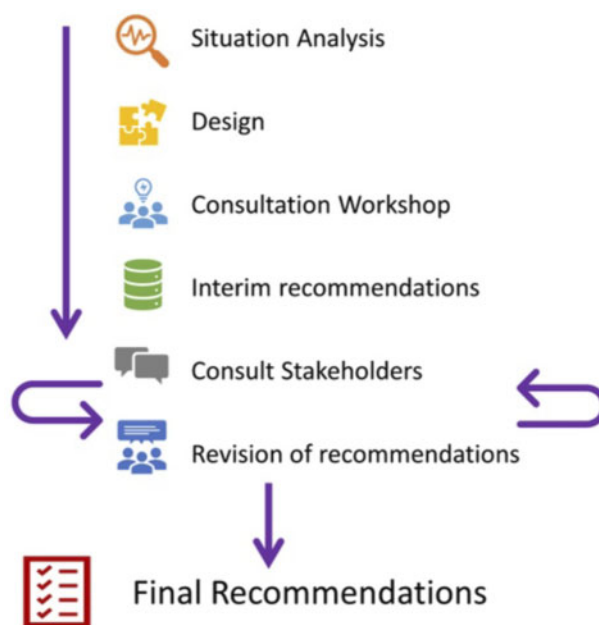 Situation Analysis
Design
Consultation Workshop
Interim recommendations
Consult Stakeholders
Revision of recommendations
Final Recommendations